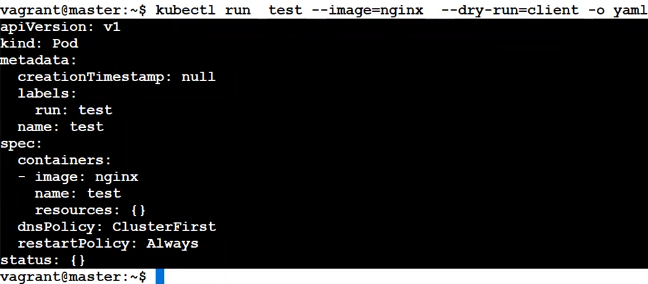 vagrant@master:~$ kubectl run  test --image=nginx  --dry-run=client -o yaml
apiVersion: v1
kind: Pod
metadata:
  creationTimestamp: null
  labels:
    run: test
  name: test
spec:
  containers:
  - image: nginx
    name: test
    resources: {}
  dnsPolicy: ClusterFirst
  restartPolicy: Always
status: {}
vagrant@master:~$